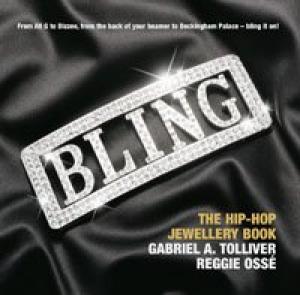 From Ali G to Dizzee, from the back of your beamer to Buckingham Palace – bling it on!
BLING
THE HIP-HOP
JEWELLERY BOOK
GABRIEL A. TOLLIVER
REGGIE OSSÉ